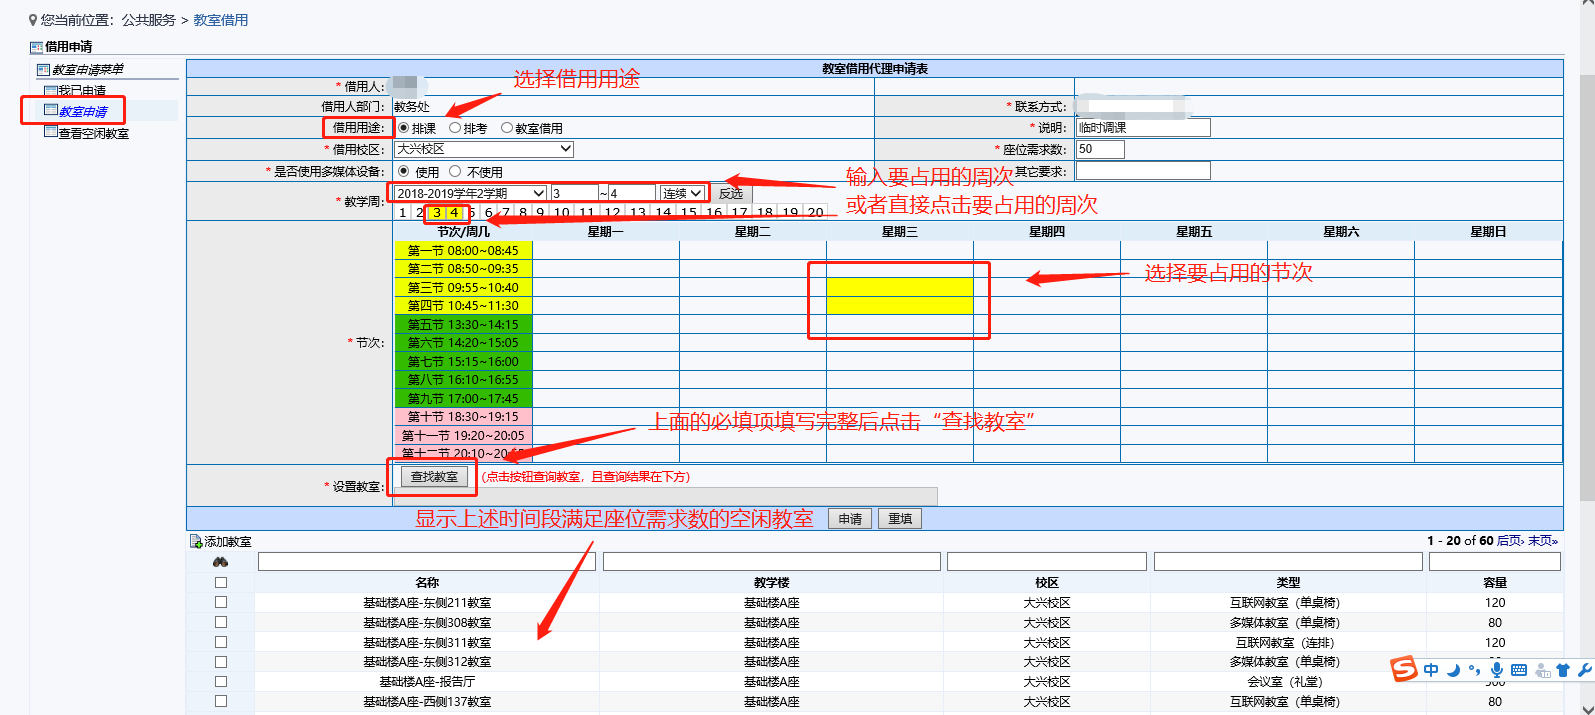 您当前位置：公共服务 > 教室借用
借用申请
教室申请菜单
我已申请
教室申请
查看空闲教室
教室借用代理申请表
* 借用人：
选择借用用途
借用人部门： 教务处
* 联系方式：
借用用途： 排课 排考 教室借用
* 说明： 临时调课
* 借用校区： 大兴校区
* 座位需求数： 50
* 是否使用多媒体设备： 使用 不使用
其它要求：
输入要占用的周次
* 教学周： 2018-2019学年2学期 3 ~ 4 连续 反选
或者直接点击要占用的周次
1 2 3 4 5 6 7 8 9 10 11 12 13 14 15 16 17 18 19 20
节次/周几 星期一 星期二 星期三 星期四 星期五 星期六 星期日
第一节 08:00~08:45
第二节 08:50~09:35
选择要占用的节次
第三节 09:55~10:40
第四节 10:45~11:30
第五节 13:30~14:15
* 节次：
第六节 14:20~15:05
第七节 15:15~16:00
第八节 16:10~16:55
第九节 17:00~17:45
第十节 18:30~19:15
上面的必填项填写完整后点击“查找教室”
第十一节 19:20~20:05
第十二节 20:10~20:
* 设置教室： 查找教室 (点击按钮查询教室，且查询结果在下方)
显示上述时间段满足座位需求数的空闲教室
申请 重填
添加教室
1 - 20 of 60 后页› 末页»
名称 教学楼 校区 类型 容量
基础楼A座-东侧211教室 基础楼A座 大兴校区 互联网教室（单桌椅） 120
基础楼A座-东侧308教室 基础楼A座 大兴校区 多媒体教室（单桌椅） 80
基础楼A座-东侧311教室 基础楼A座 大兴校区 互联网教室（连排） 120
基础楼A座-东侧312教室 基础楼A座 大兴校区 多媒体教室（单桌椅）
基础楼A座-报告厅 基础楼A座 大兴校区 会议室（礼堂）
基础楼A座-西侧137教室 基础楼A座 大兴校区 互联网教室（单桌椅） 80
S 中